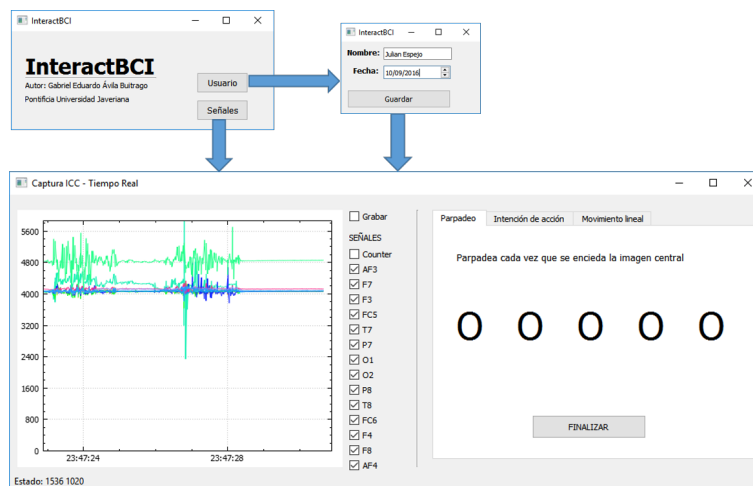 InteractBCI
InteractBCI
Autor: Gabriel Eduardo Ávila Buitrago
Pontificia Universidad Javeriana
Usuario
Señales
InteractBCI
Nombre: Julian Espejo
Fecha: 10/09/2016
Guardar
Captura ICC - Tiempo Real
5600
4800
4000
3200
2400
1600
800
0
23:47:24 23:47:28
Estado: 1536 1020
Grabar
SEÑALES
Counter
AF3
F7
F3
FC5
T7
P7
O1
O2
P8
T8
FC6
F4
F8
AF4
Parpadeo Intención de acción Movimiento lineal
Parpadea cada vez que se encieda la imagen central
O O O O O
FINALIZAR